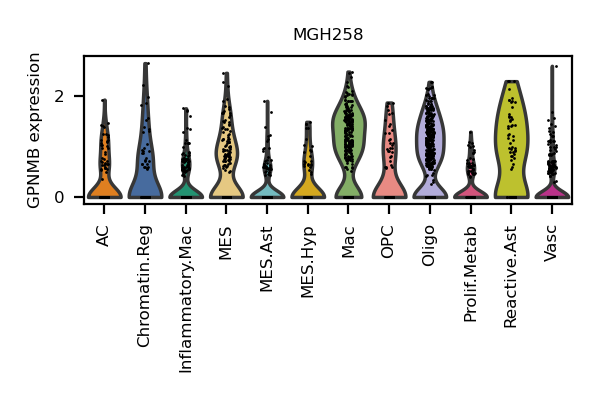 MGH258
GPNMB expression
2
0
AC
Chromatin.Reg
Inflammatory.Mac
MES
MES.Ast
MES.Hyp
Mac
OPC
Oligo
Prolif.Metab
Reactive.Ast
Vasc